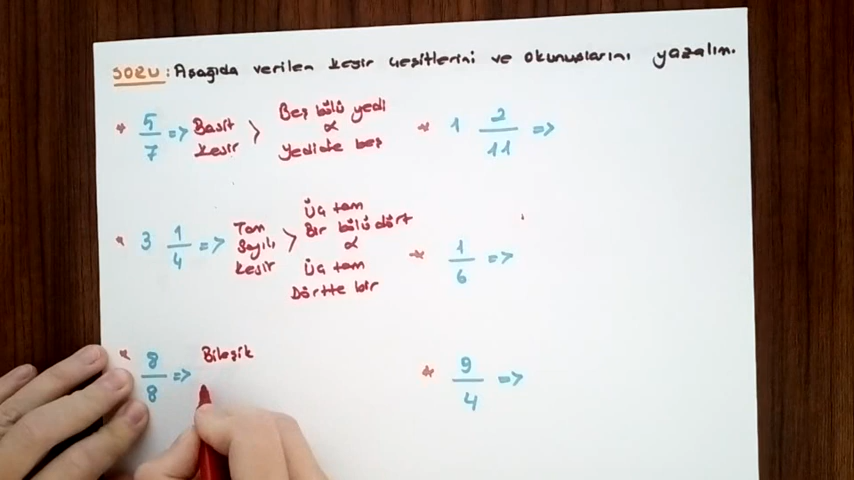 SORU: Aşağıda verilen kesir çeşitlerini ve okunuşlarını yazalım.
* 5/7 => Basit kesir > Beş bölü yedi
α
Yedide beş
* 3 1/4 => Tam Sayılı kesir > Üç tam
Bir bölü dört
α
Üç tam
Dörtte bir
* 8/8 => Bileşik
* 1 2/11 =>
* 1/6 =>
* 9/4 =>